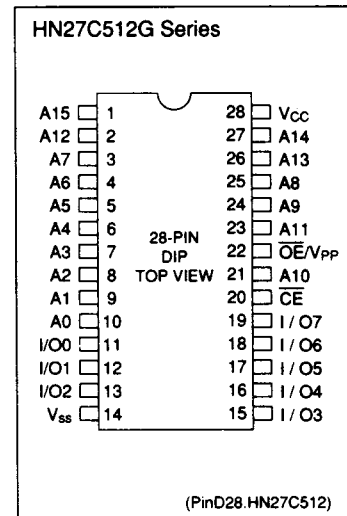 HN27C512G Series
A15 1 28 VCC
A12 2 27 A14
A7 3 26 A13
A6 4 25 A8
A5 5 24 A9
A4 6 23 A11
A3 7 22 O̅E̅/VPP
A2 8 21 A10
A1 9 20 C̅E̅
A0 10 19 I/O7
I/O0 11 18 I/O6
I/O1 12 17 I/O5
I/O2 13 16 I/O4
Vss 14 15 I/O3
28-PIN
DIP
TOP VIEW
(PinD28.HN27C512)